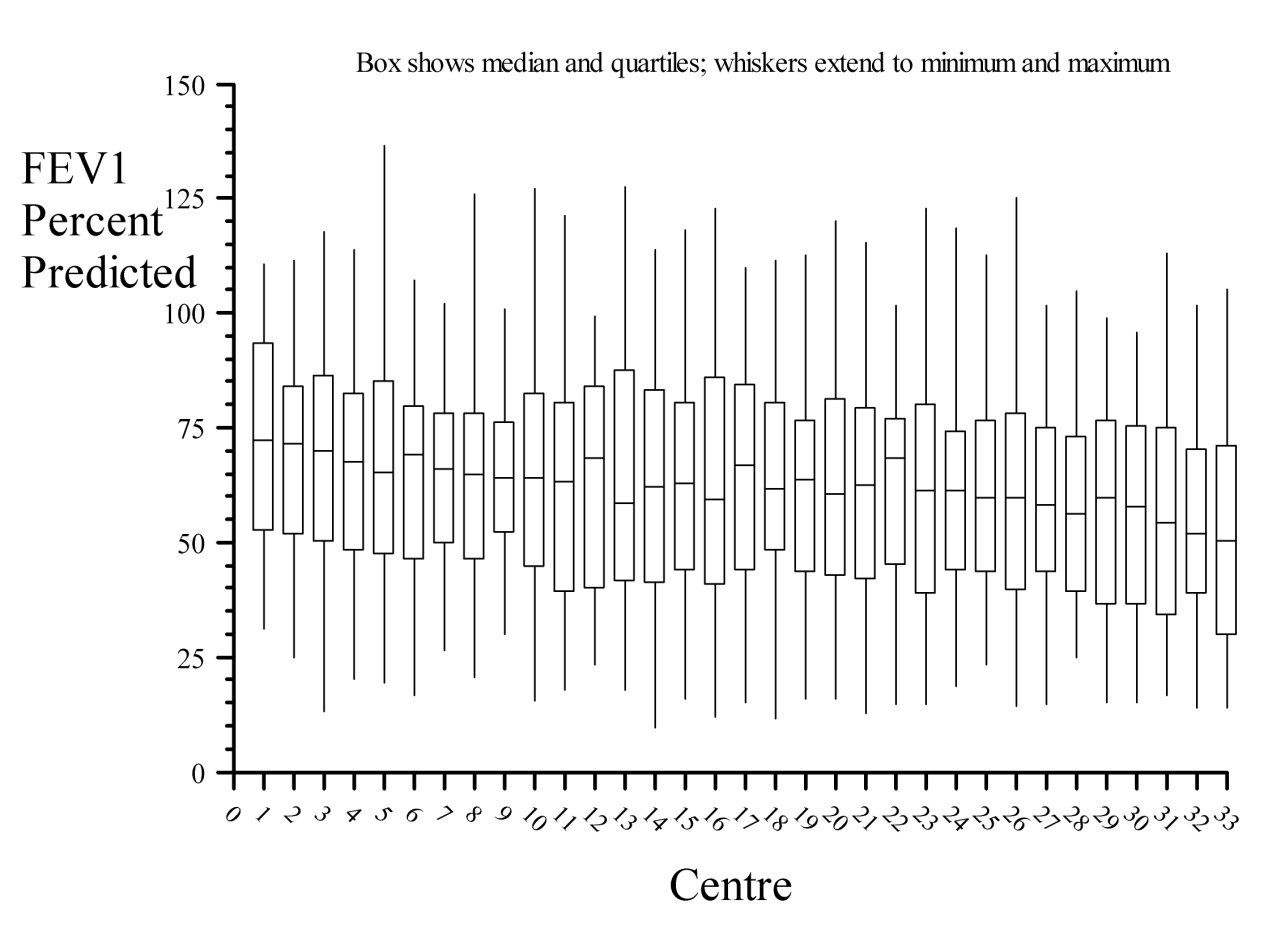 Box shows median and quartiles; whiskers extend to minimum and maximum
150
FEV1
Percent
Predicted
125
100
75
50
25
0
0 1 2 3 4 5 6 7 8 9 10 11 12 13 14 15 16 17 18 19 20 21 22 23 24 25 26 27 28 29 30 31 32 33
Centre